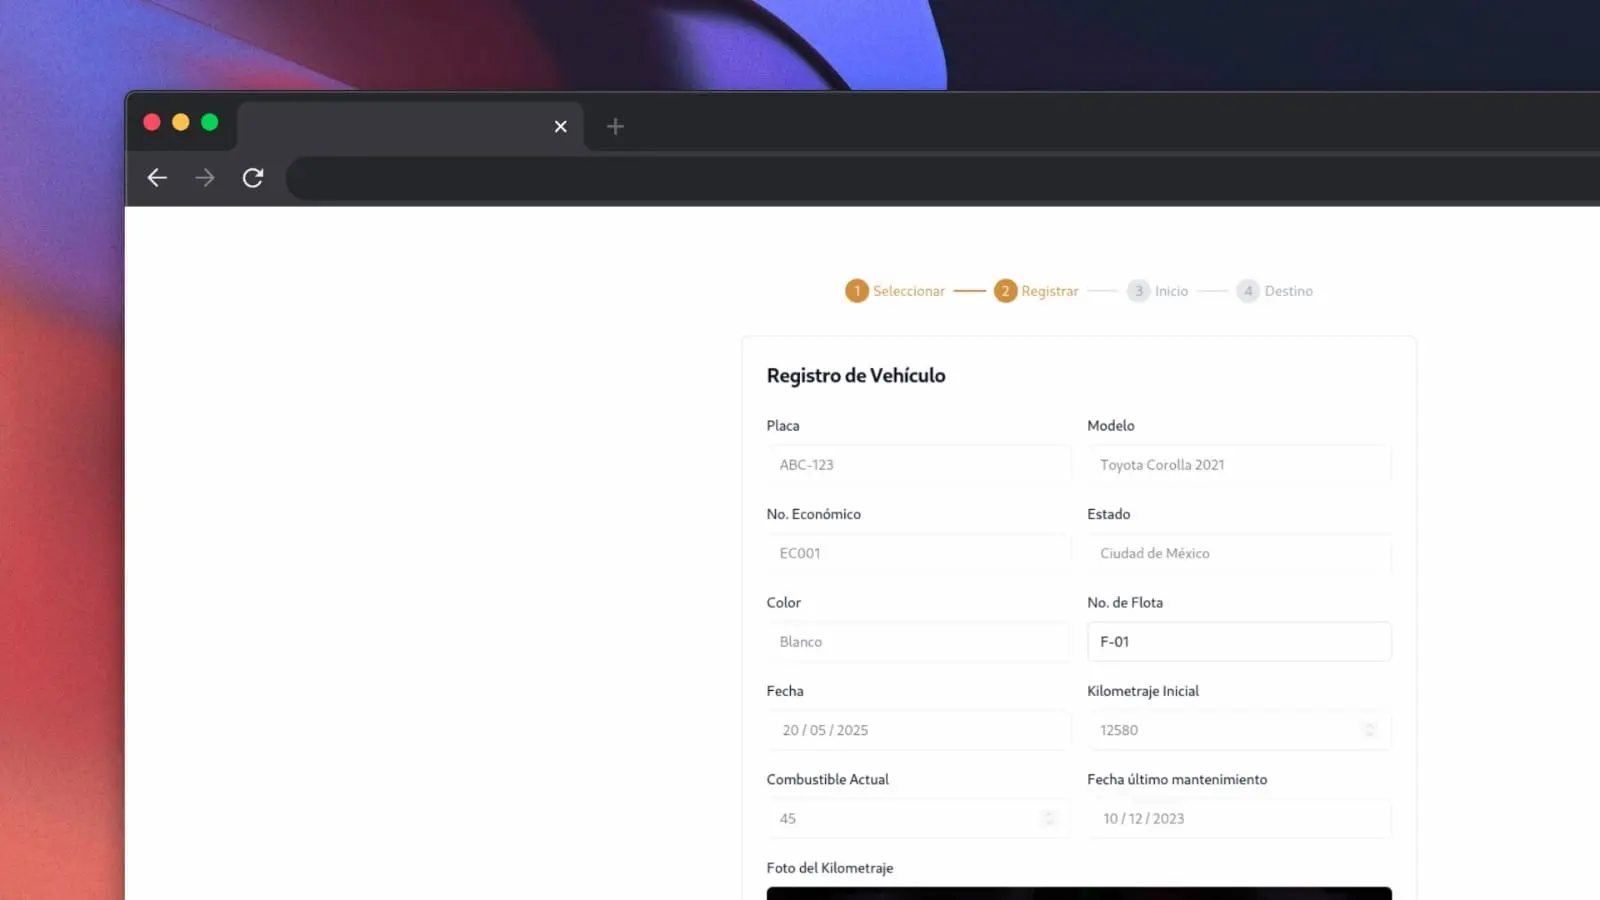 1 Seleccionar 2 Registrar 3 Inicio 4 Destino
Registro de Vehículo
Placa Modelo
ABC-123 Toyota Corolla 2021
No. Económico Estado
EC001 Ciudad de México
Color No. de Flota
Blanco F-01
Fecha Kilometraje Inicial
20 / 05 / 2025 12580
Combustible Actual Fecha último mantenimiento
45 10 / 12 / 2023
Foto del Kilometraje